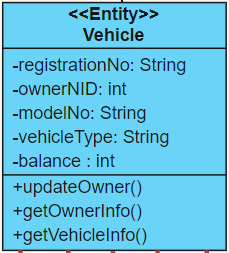 <<Entity>>
Vehicle
-registrationNo: String
-ownerNID: int
-modelNo: String
-vehicleType: String
-balance : int
+updateOwner()
+getOwnerInfo()
+getVehicleInfo()